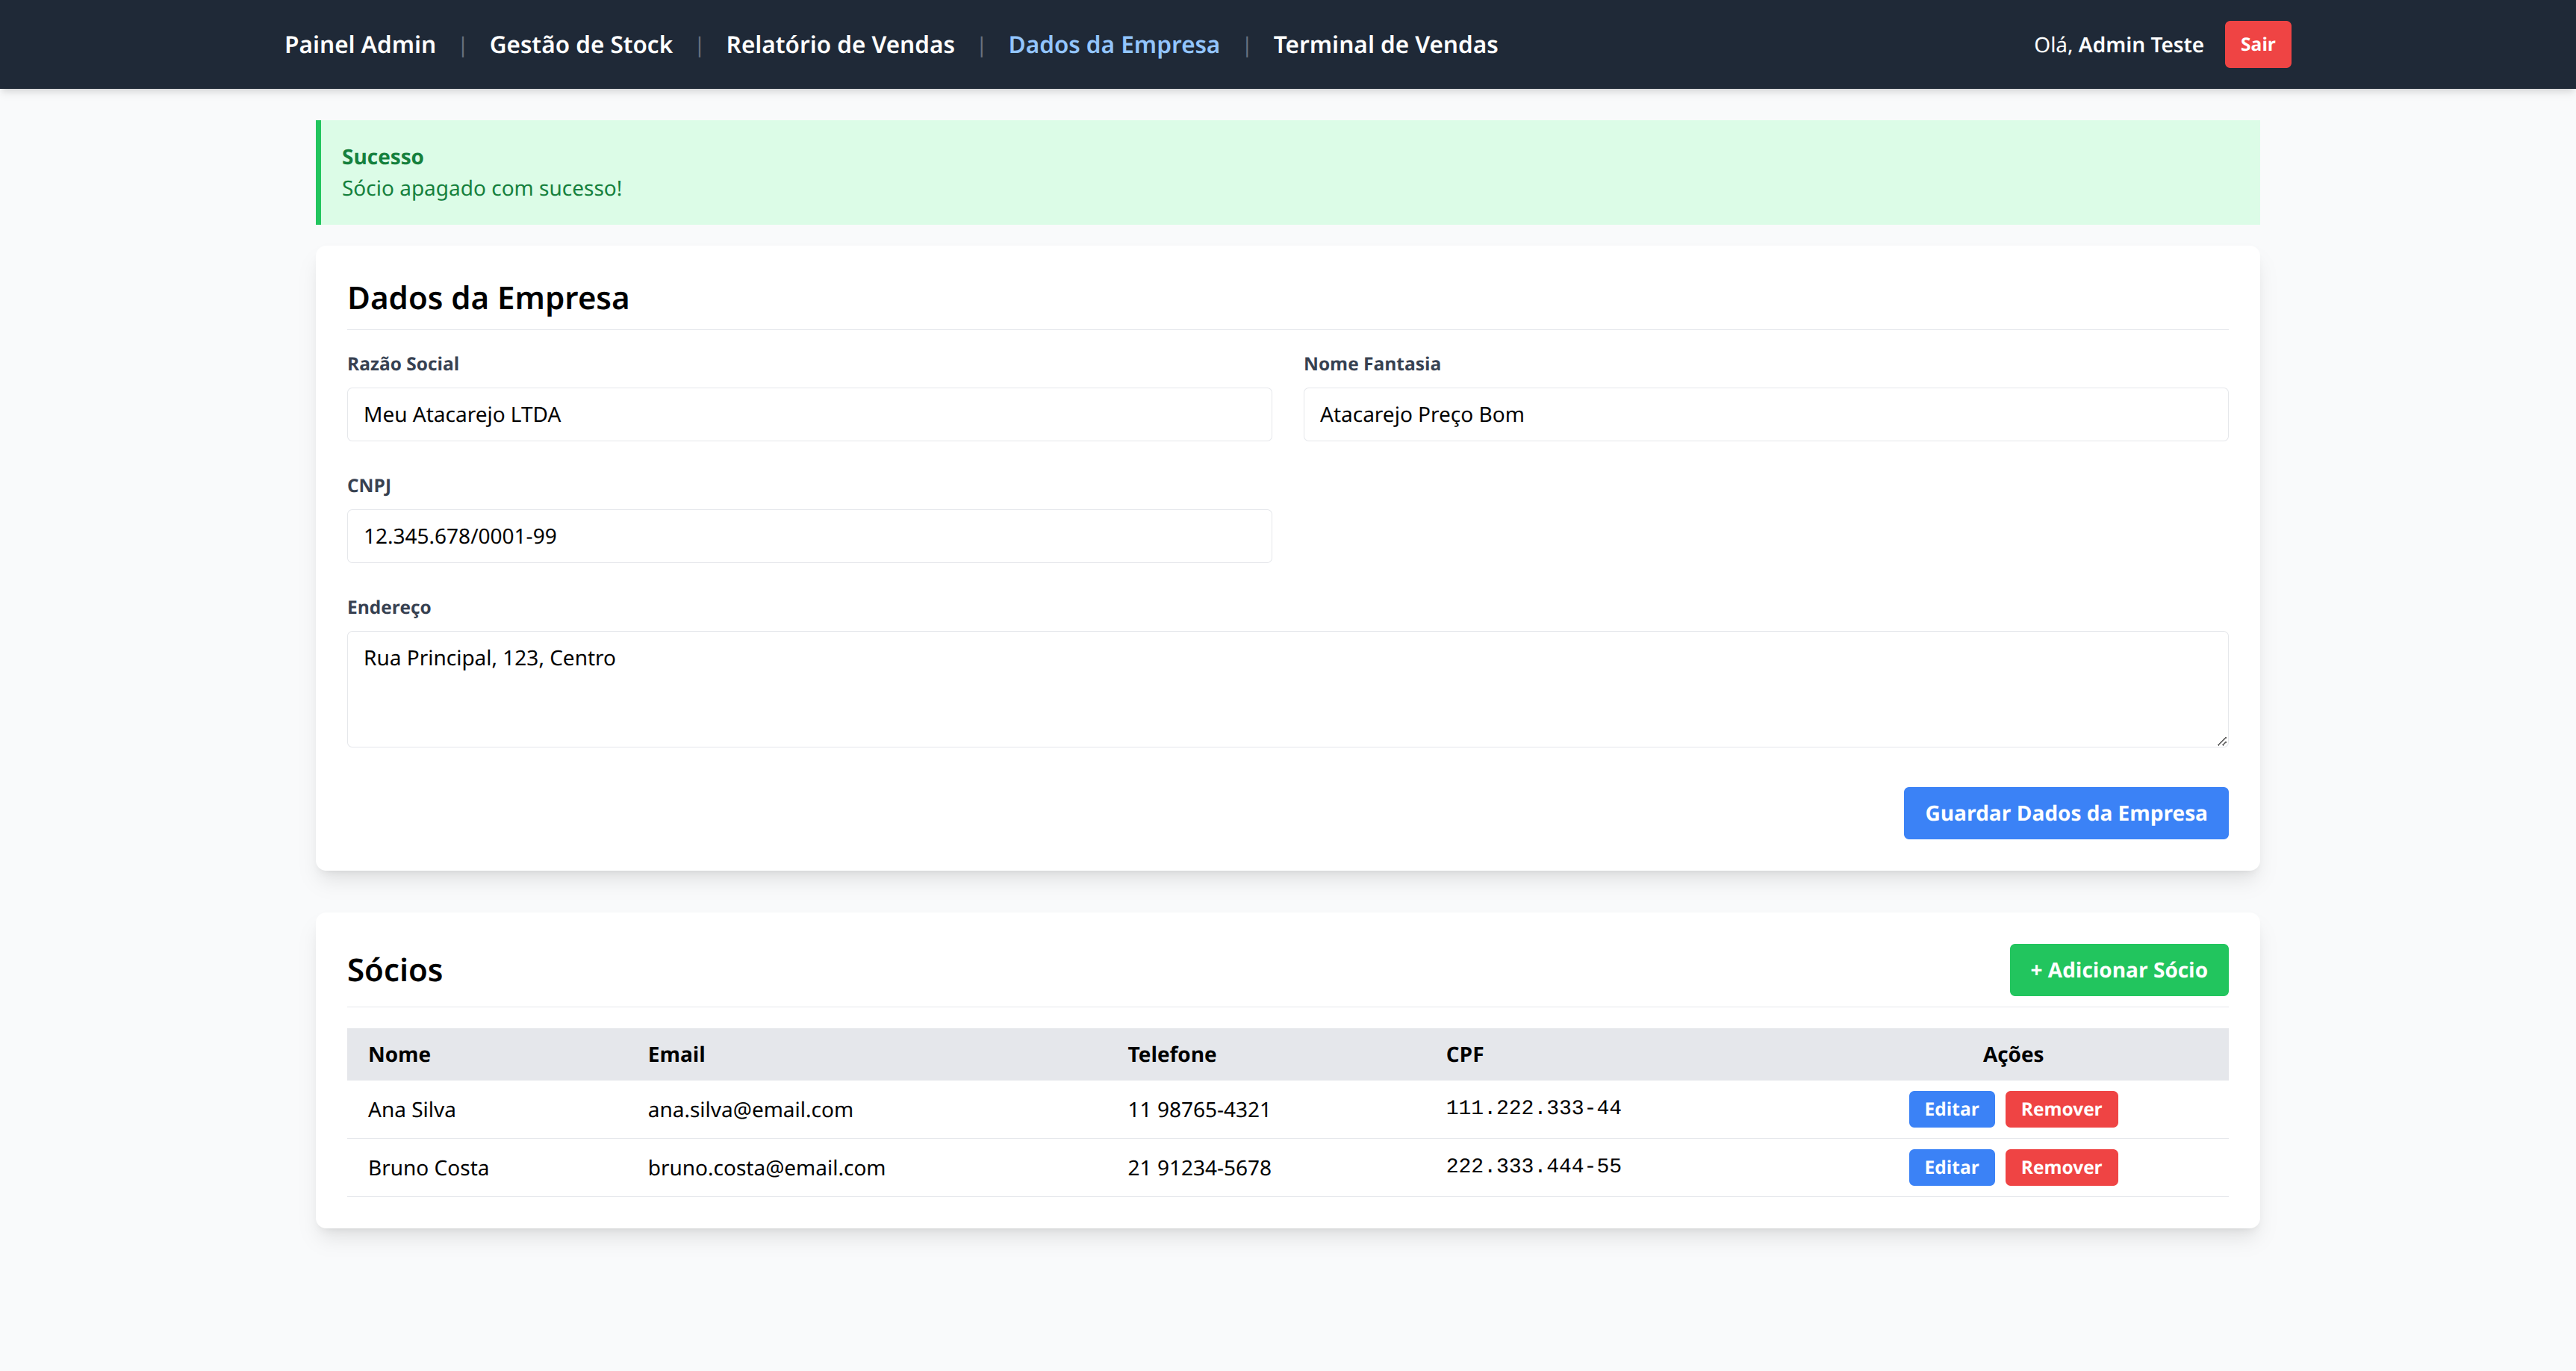 Painel Admin | Gestão de Stock | Relatório de Vendas | Dados da Empresa | Terminal de Vendas Olá, Admin Teste Sair
Sucesso
Sócio apagado com sucesso!
Dados da Empresa
Razão Social Nome Fantasia
Meu Atacarejo LTDA Atacarejo Preço Bom
CNPJ
12.345.678/0001-99
Endereço
Rua Principal, 123, Centro
Guardar Dados da Empresa
Sócios + Adicionar Sócio
Nome Email Telefone CPF Ações
Ana Silva ana.silva@email.com 11 98765-4321 111.222.333-44 Editar Remover
Bruno Costa bruno.costa@email.com 21 91234-5678 222.333.444-55 Editar Remover